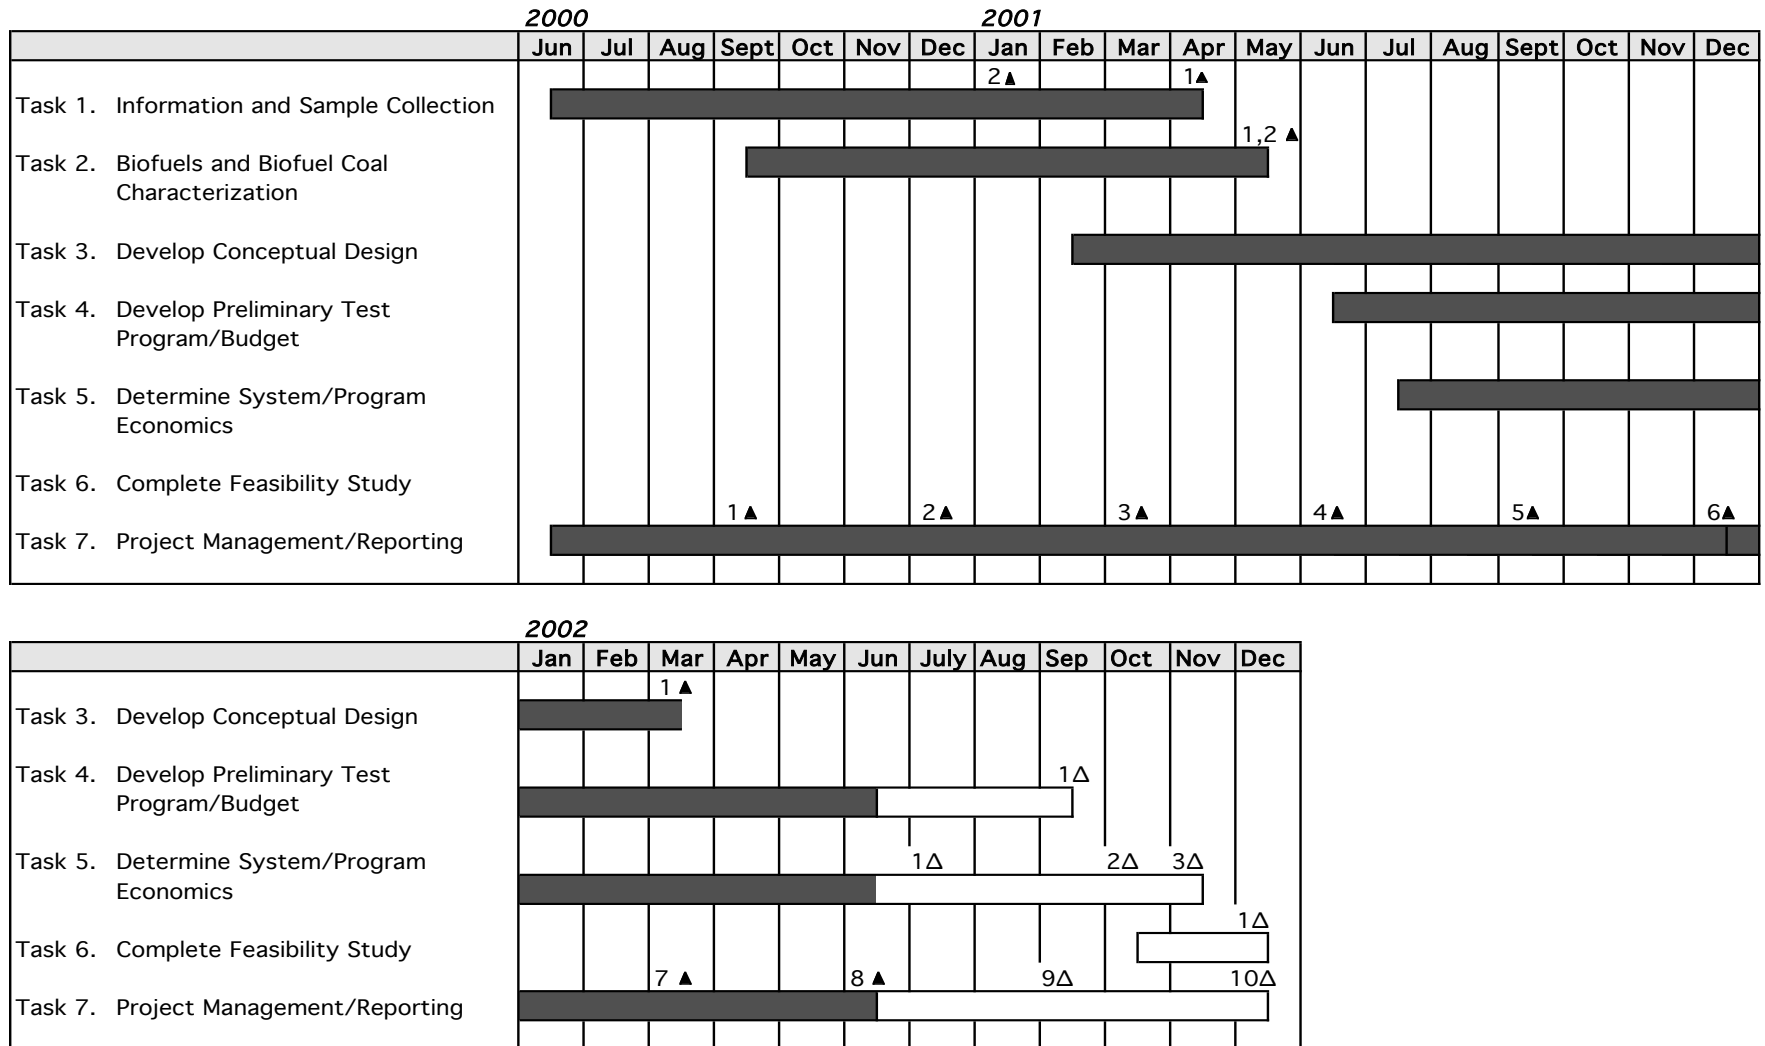 2000 2001
Jun Jul Aug Sept Oct Nov Dec Jan Feb Mar Apr May Jun Jul Aug Sept Oct Nov Dec
2▲ 1▲
Task 1. Information and Sample Collection
1,2 ▲
Task 2. Biofuels and Biofuel Coal
Characterization
Task 3. Develop Conceptual Design
Task 4. Develop Preliminary Test
Program/Budget
Task 5. Determine System/Program
Economics
Task 6. Complete Feasibility Study
1▲ 2▲ 3▲ 4▲ 5▲ 6▲
Task 7. Project Management/Reporting
2002
Jan Feb Mar Apr May Jun July Aug Sep Oct Nov Dec
1 ▲
Task 3. Develop Conceptual Design
Task 4. Develop Preliminary Test 1Δ
Program/Budget
Task 5. Determine System/Program 1Δ 2Δ 3Δ
Economics
1Δ
Task 6. Complete Feasibility Study
7 ▲ 8 ▲ 9Δ 10Δ
Task 7. Project Management/Reporting